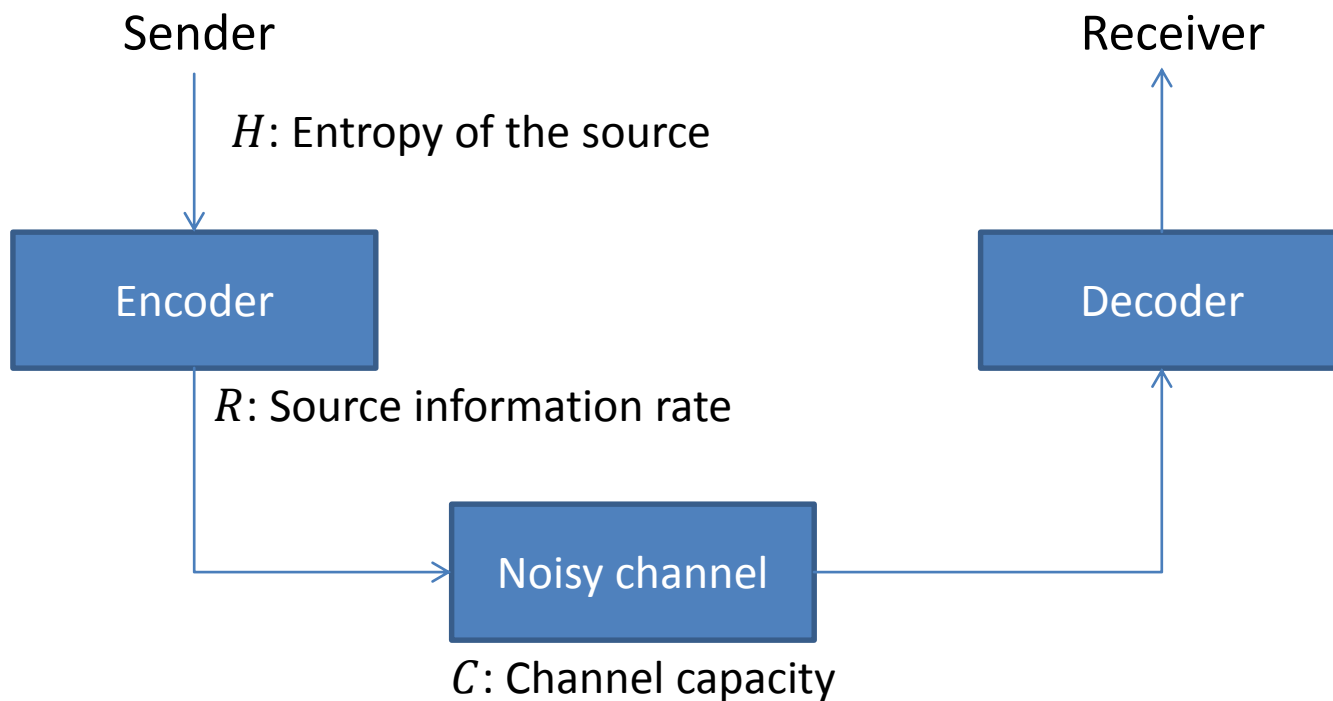 Sender
Receiver
H: Entropy of the source
Encoder
Decoder
R: Source information rate
Noisy channel
C: Channel capacity